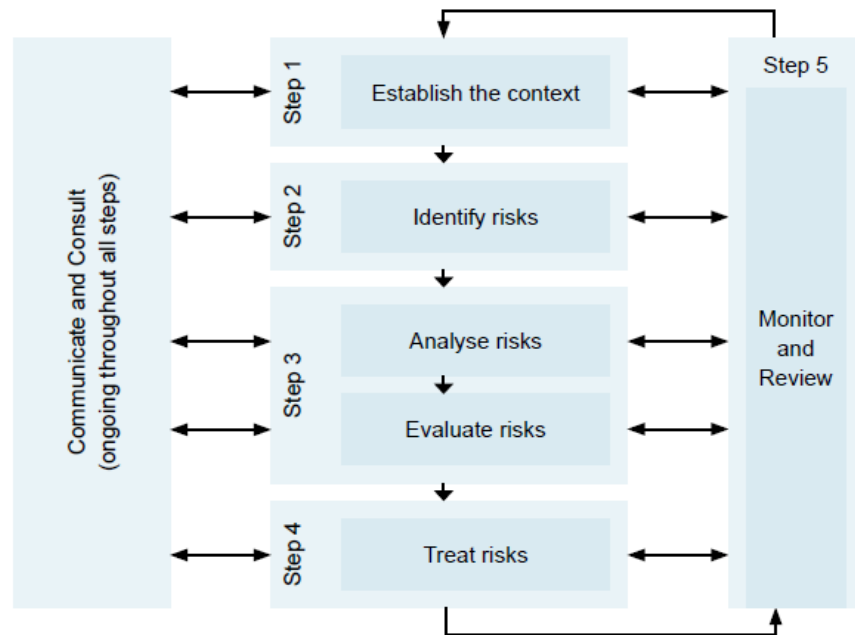 Communicate and Consult
(ongoing throughout all steps)
Step 1
Establish the context
Step 2
Identify risks
Step 3
Analyse risks
Evaluate risks
Step 4
Treat risks
Step 5
Monitor
and
Review